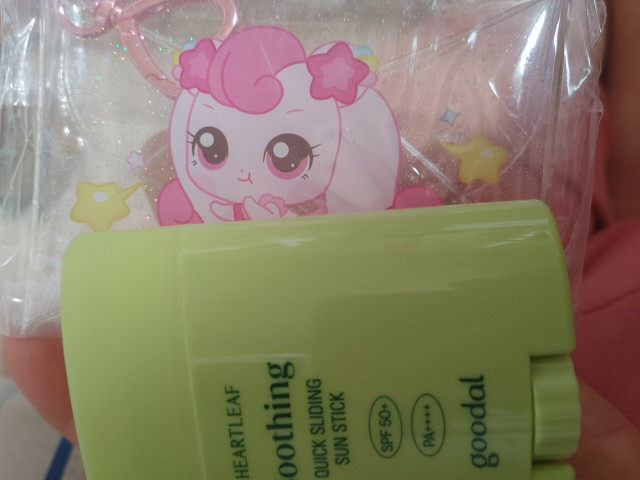 HEARTLEAF
oothing
QUICK SLIDING
SUN STICK
SPF 50+
PA++++
goodal